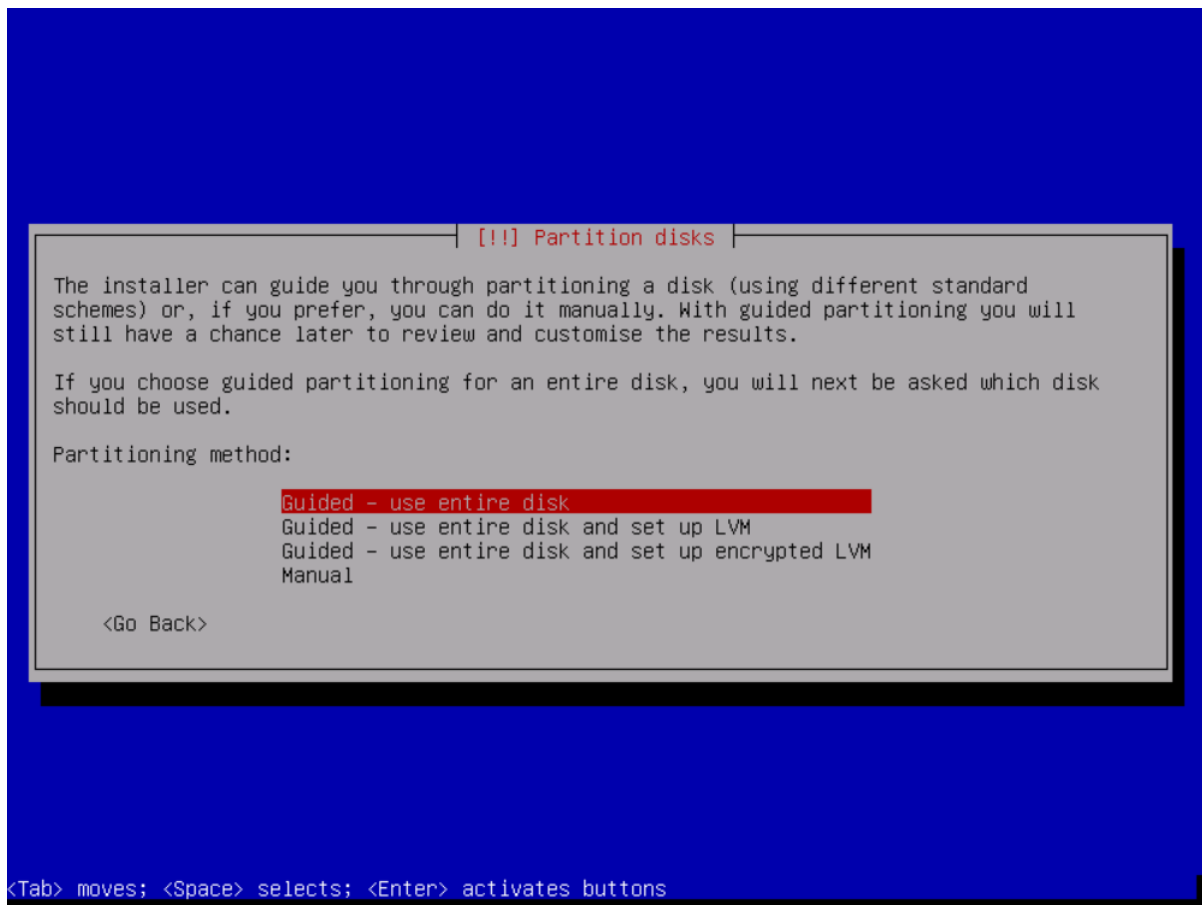 [!!] Partition disks
The installer can guide you through partitioning a disk (using different standard
schemes) or, if you prefer, you can do it manually. With guided partitioning you will
still have a chance later to review and customise the results.
If you choose guided partitioning for an entire disk, you will next be asked which disk
should be used.
Partitioning method:
Guided – use entire disk
Guided – use entire disk and set up LVM
Guided – use entire disk and set up encrypted LVM
Manual
<Go Back>
<Tab> moves; <Space> selects; <Enter> activates buttons